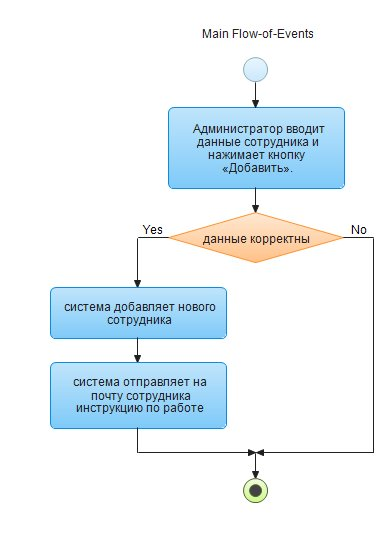 Main Flow-of-Events
Администратор вводит
данные сотрудника и
нажимает кнопку
«Добавить».
Yes
данные корректны
No
система добавляет нового
сотрудника
система отправляет на
почту сотрудника
инструкцию по работе